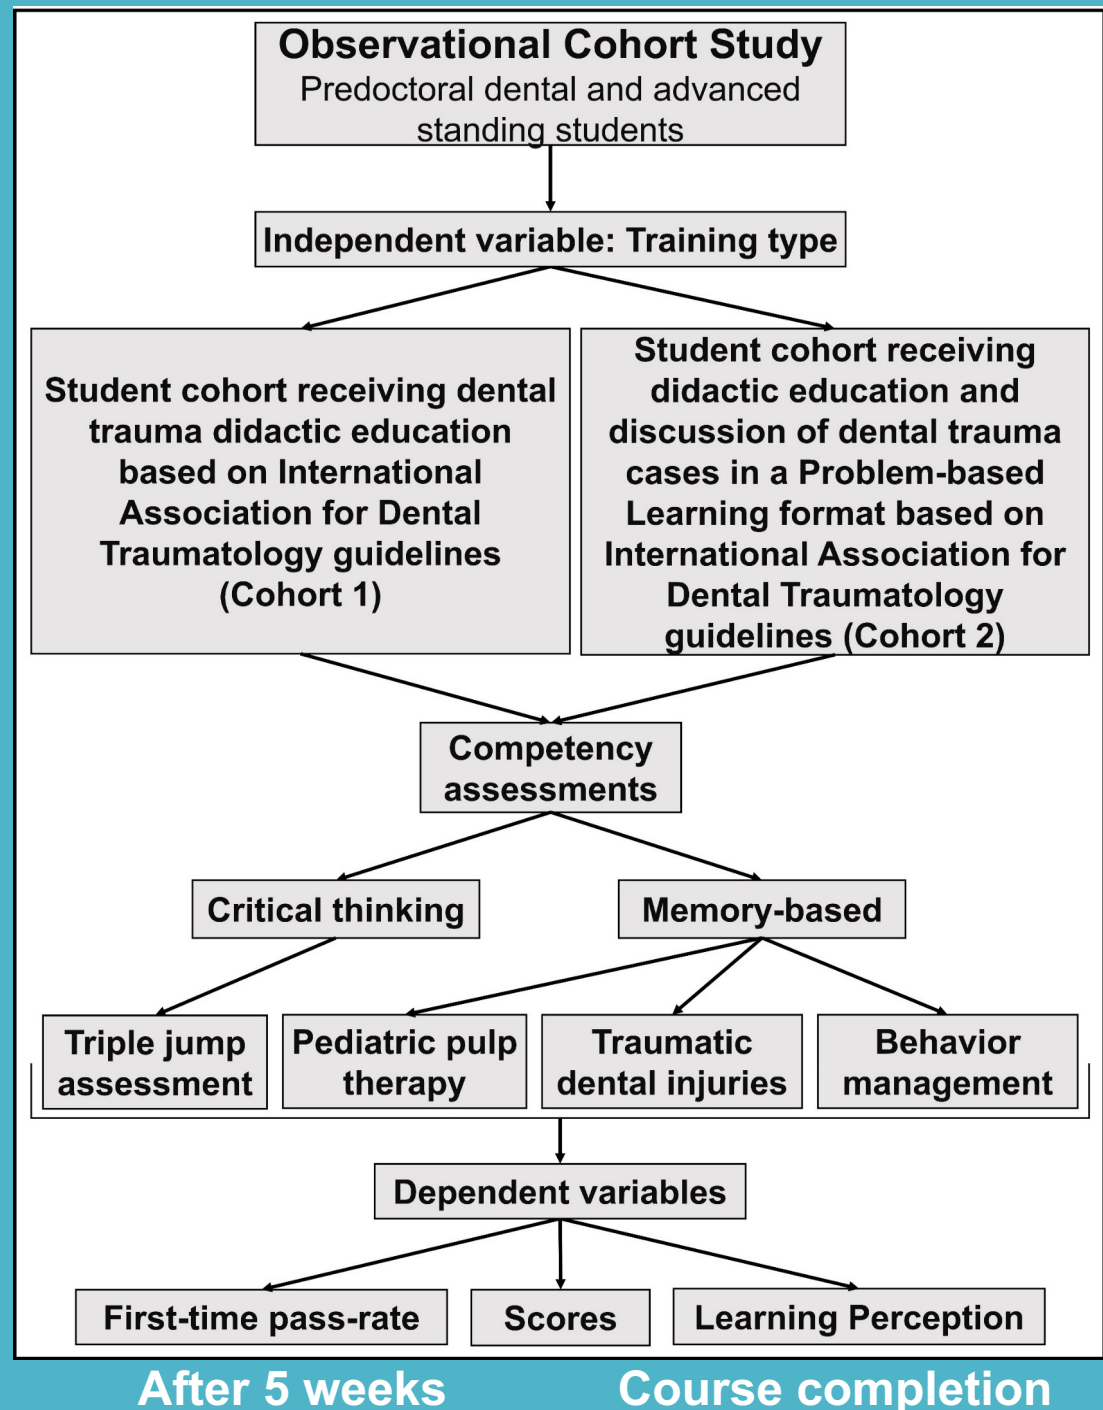 Observational Cohort Study
Predoctoral dental and advanced
standing students
Independent variable: Training type
Student cohort receiving dental
trauma didactic education
based on International
Association for Dental
Traumatology guidelines
(Cohort 1)
Student cohort receiving
didactic education and
discussion of dental trauma
cases in a Problem-based
Learning format based on
International Association for
Dental Traumatology
guidelines (Cohort 2)
Competency
assessments
Critical thinking
Memory-based
Triple jump
assessment
Pediatric pulp
therapy
Traumatic
dental injuries
Behavior
management
Dependent variables
First-time pass-rate
Scores
Learning Perception
After 5 weeks
Course completion